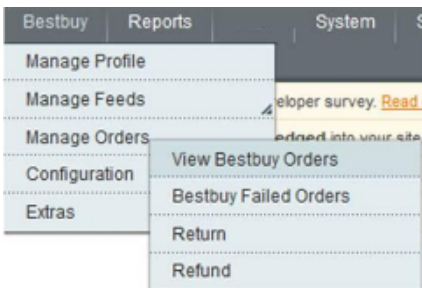 Bestbuy Reports System S
Manage Profile
Manage Feeds
eloper survey. Read
Manage Orders
edged into your site
View Bestbuy Orders
Configuration
Bestbuy Failed Orders
Extras
Return
Refund